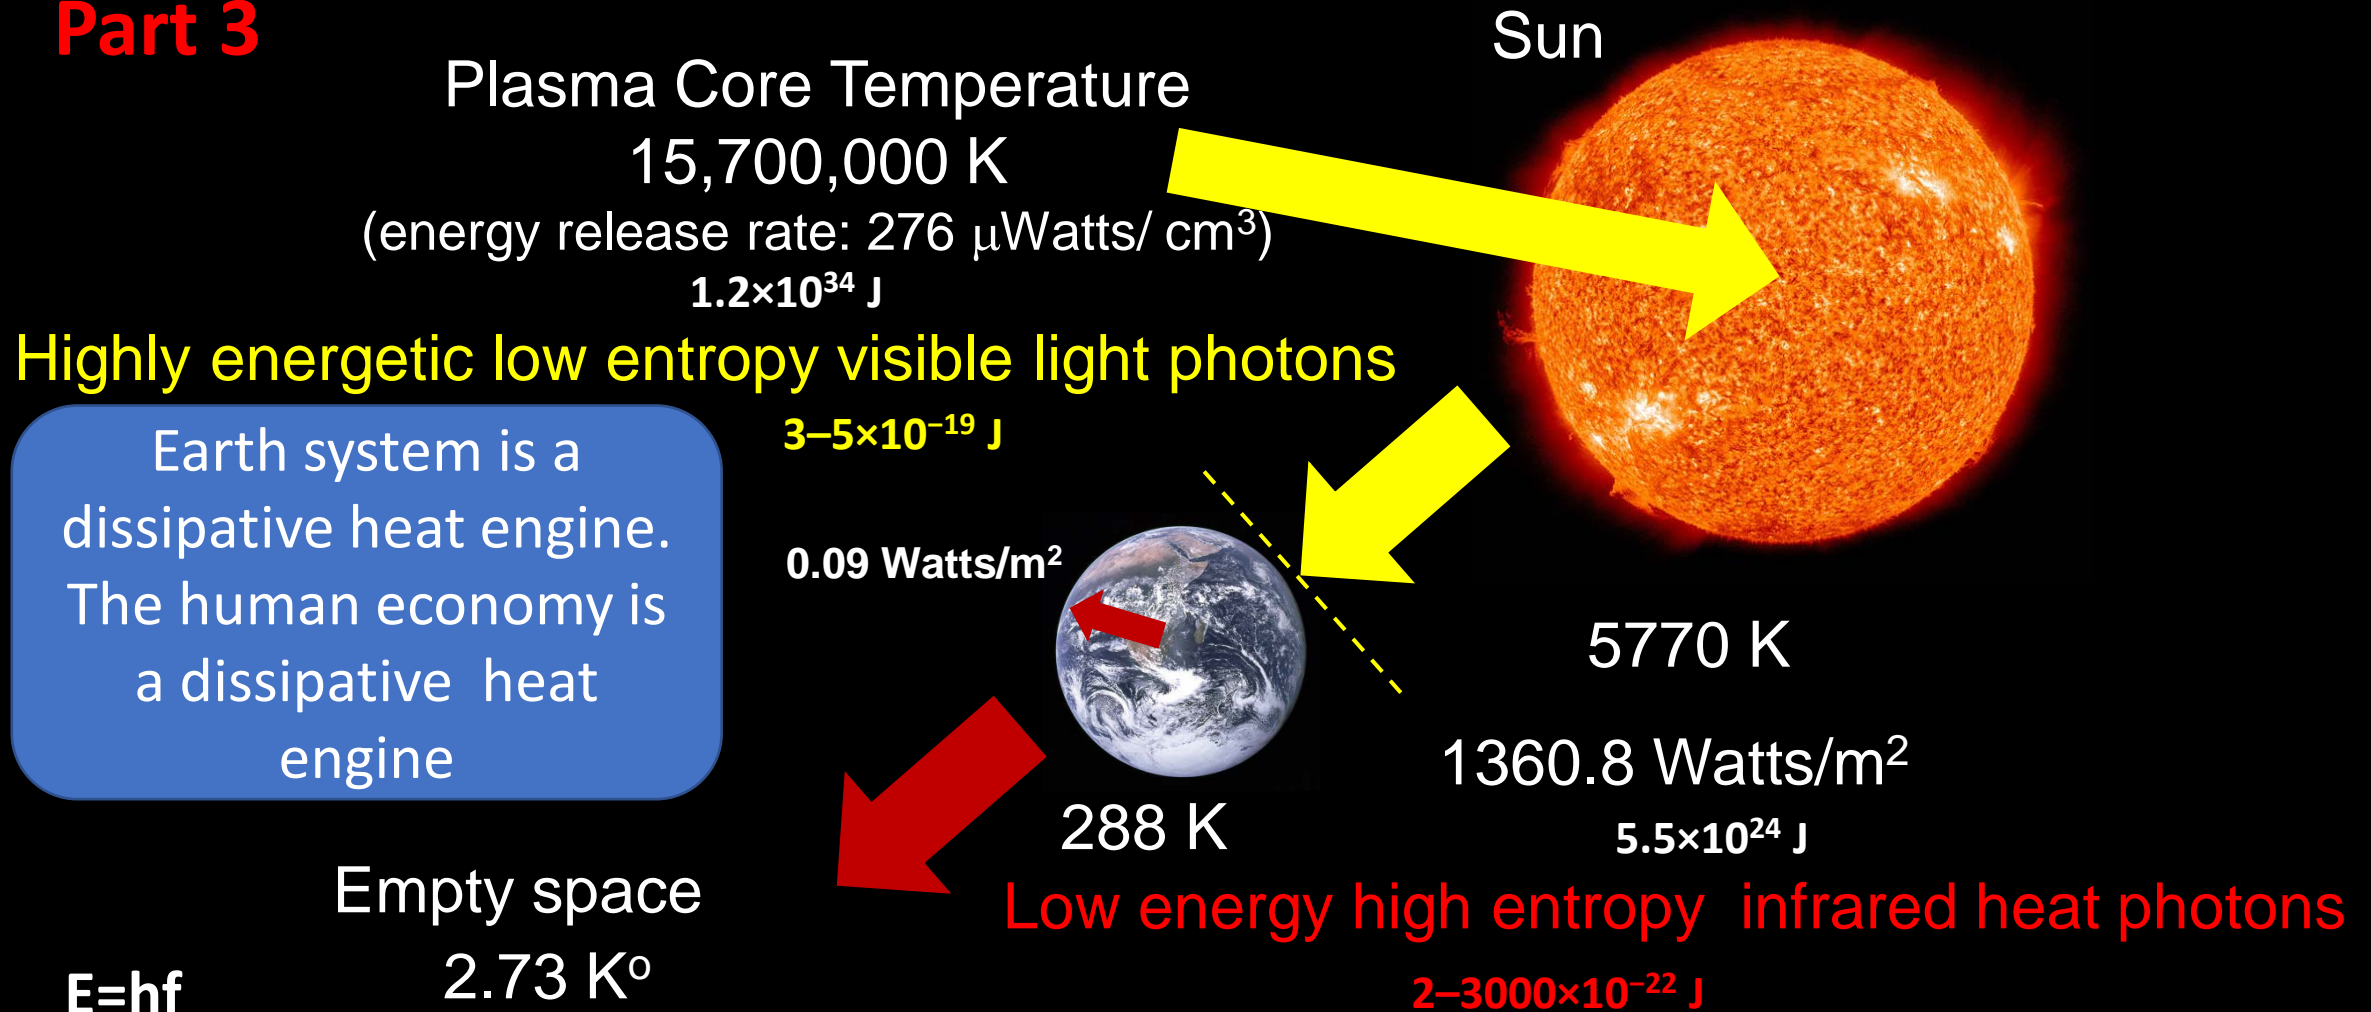 Part 3
Sun
Plasma Core Temperature
15,700,000 K
(energy release rate: 276 μWatts/ cm³)
1.2×10³⁴ J
Highly energetic low entropy visible light photons
3–5×10⁻¹⁹ J
Earth system is a
dissipative heat engine.
The human economy is
a dissipative  heat
engine
0.09 Watts/m²
5770 K
1360.8 Watts/m²
5.5×10²⁴ J
288 K
Empty space
2.73 Kᵒ
Low energy high entropy  infrared heat photons
2–3000×10⁻²² J
E=hf